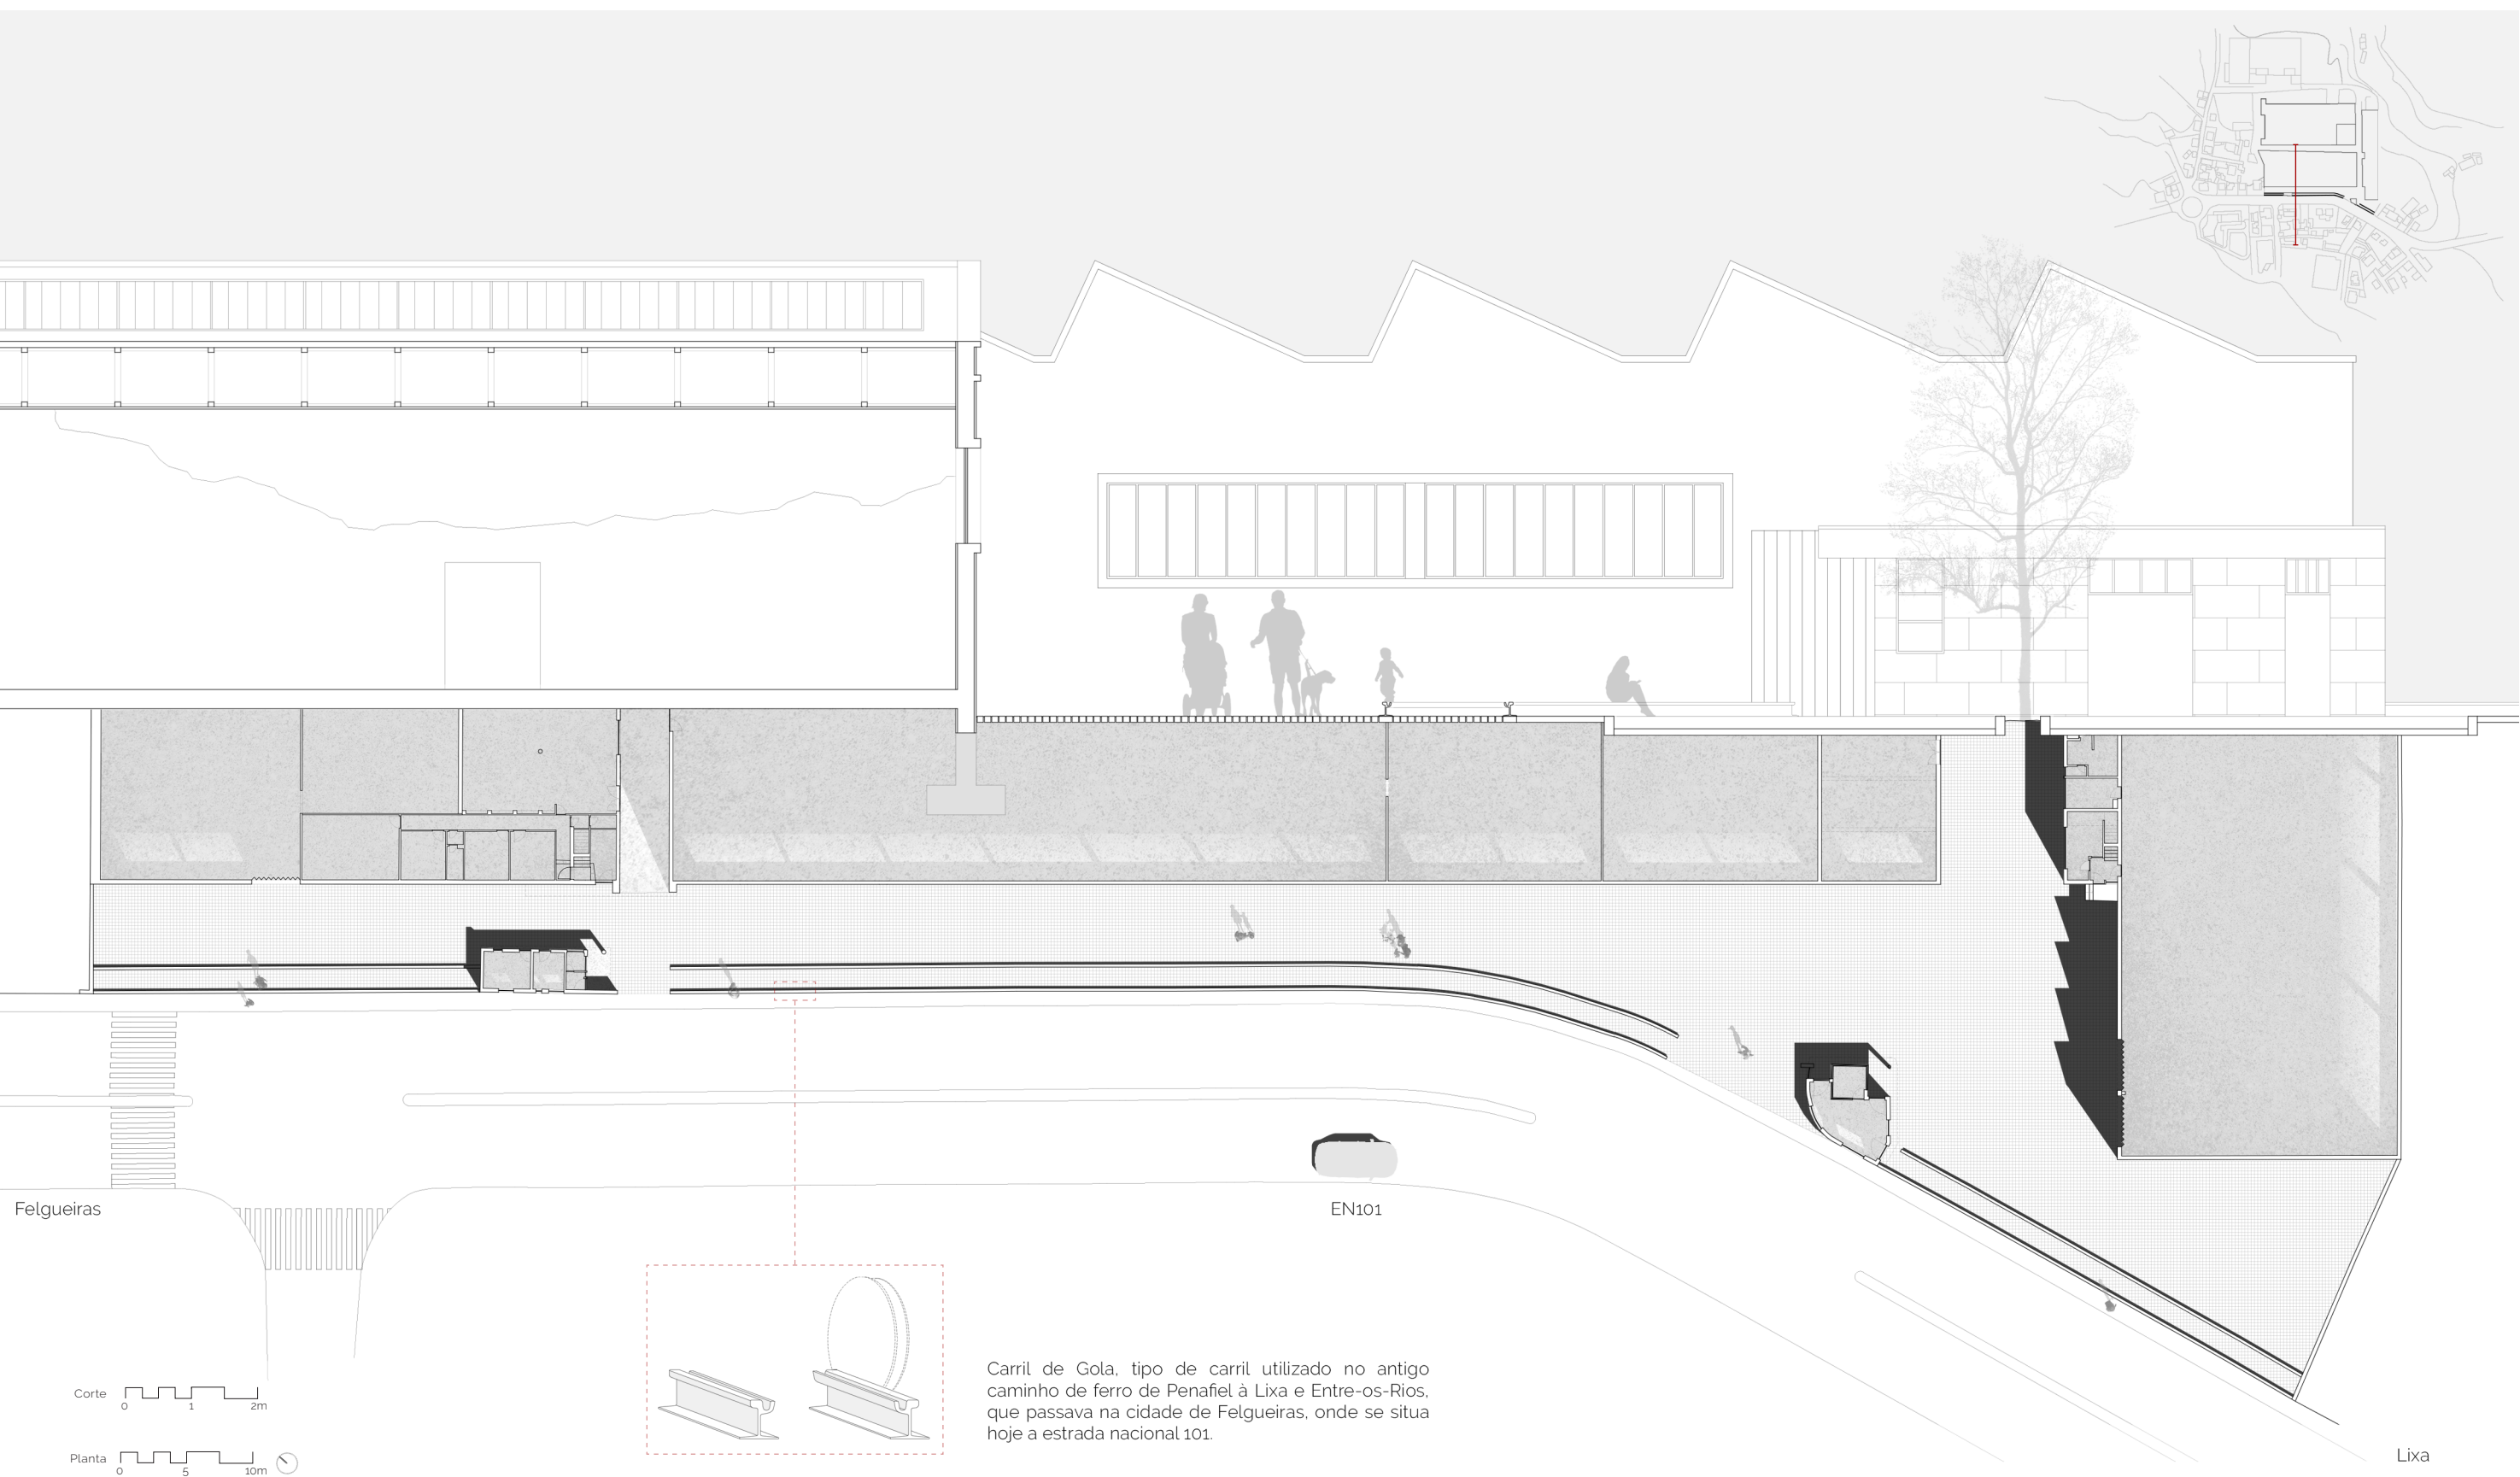 Felgueiras
EN101
Carril de Gola, tipo de carril utilizado no antigo
caminho de ferro de Penafiel à Lixa e Entre-os-Rios,
que passava na cidade de Felgueiras, onde se situa
hoje a estrada nacional 101.
Corte
0 1 2m
Planta
0 5 10m
Lixa